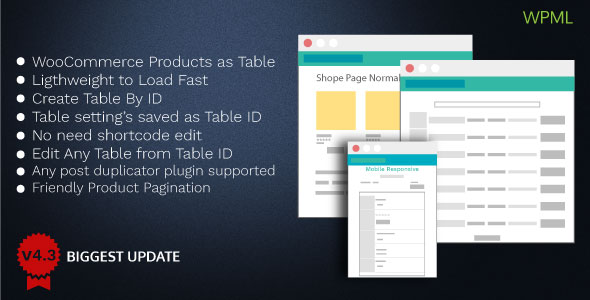 WPML
WooCommerce Products as Table
Ligthweight to Load Fast
Create Table By ID
Table setting's saved as Table ID
No need shortcode edit
Edit Any Table from Table ID
Any post duplicator plugin supported
Friendly Product Pagination
Shope Page Normal
Mobile Responsive
v4.3
BIGGEST UPDATE